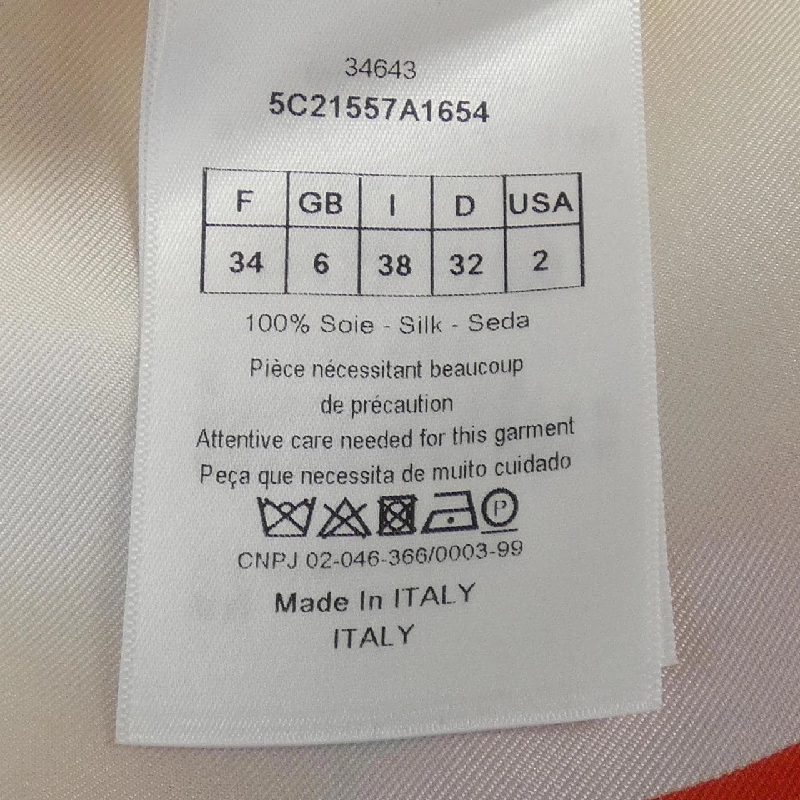 34643
5C21557A1654
F GB I D USA
34 6 38 32 2
100% Soie - Silk - Seda
Pièce nécessitant beaucoup
de précaution
Attentive care needed for this garment
Peça que necessita de muito cuidado
P
CNPJ 02-046-366/0003-99
Made In ITALY
ITALY